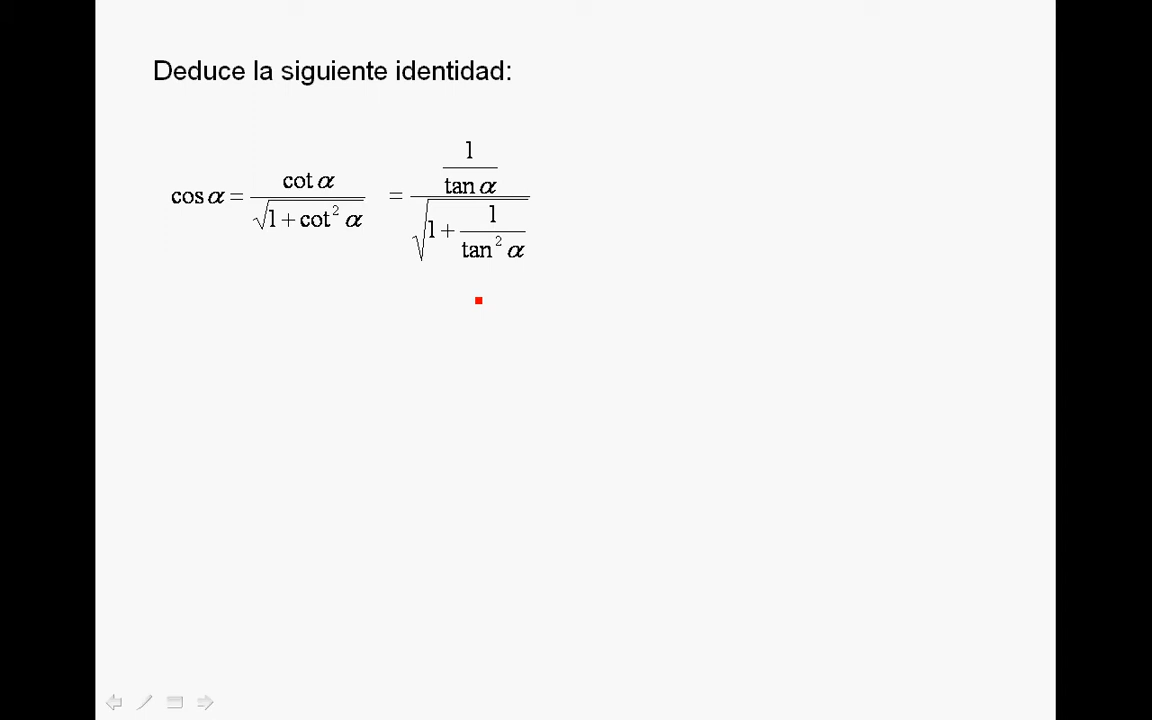 Deduce la siguiente identidad:
cos α = cot α / √(1 + cot² α) = (1 / tan α) / √(1 + 1 / tan² α)